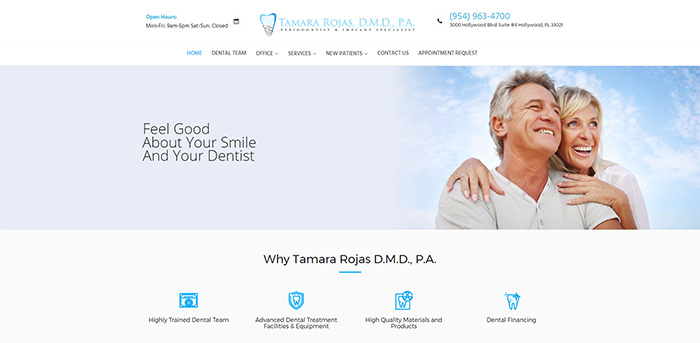 Open Hours:
Mon-Fri: 9am-5pm Sat-Sun: Closed
TAMARA ROJAS, D.M.D., P.A.
PERIODONTIST & IMPLANT SPECIALIST
(954) 963-4700
5000 Hollywood Blvd Suite #4 Hollywood, FL 33021
HOME DENTAL TEAM OFFICE SERVICES NEW PATIENTS CONTACT US APPOINTMENT REQUEST
Feel Good
About Your Smile
And Your Dentist
Why Tamara Rojas D.M.D., P.A.
Highly Trained Dental Team
Advanced Dental Treatment
Facilities & Equipment
High Quality Materials and
Products
Dental Financing